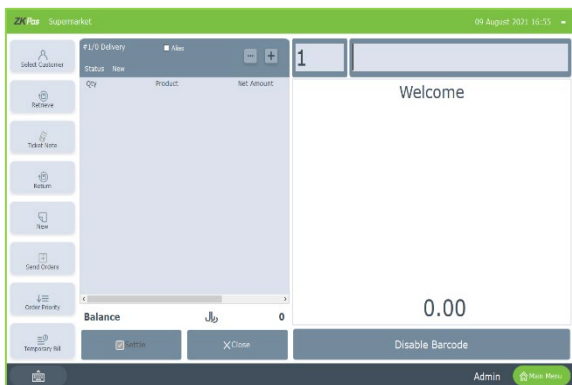 ZKPos Supermarket
09 August 2021 16:55
Select Customer
Retrieve
Ticket Note
Return
New
Send Orders
Order Priority
Temporary Bill
#1/0 Delivery
Alias
Status New
Qty Product Net Amount
Balance ريال 0
Settle
Close
1
Welcome
0.00
Disable Barcode
Admin
Main Menu